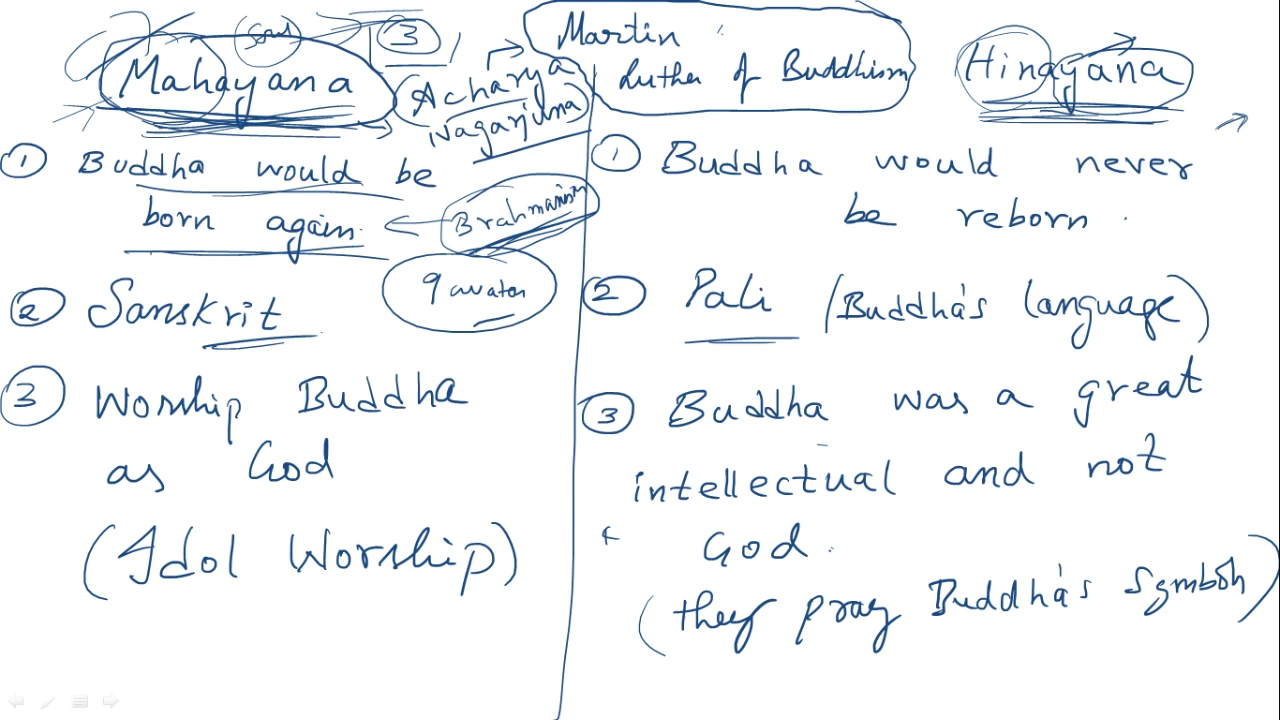 3
Mahayana
Acharya
Nagarjuna
Martin
Luther of Buddhism
Hinayana
1 Buddha would be
born again
Brahmanism
9 avatar
2 Sanskrit
3 Worship Buddha
as God
(Idol Worship)
1 Buddha would never
be reborn
2 Pali (Buddha's language)
3 Buddha was a great
intellectual and not
God.
(they pray Buddha's symbols)